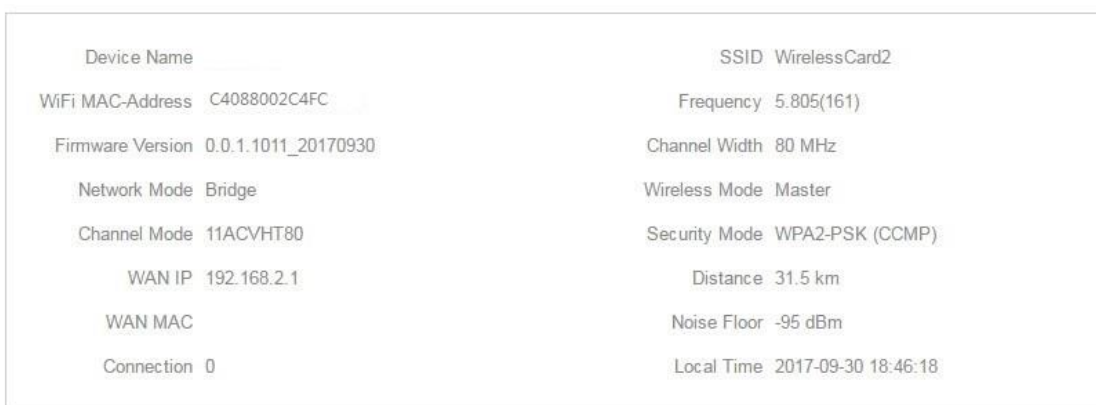 Device Name
WiFi MAC-Address C4088002C4FC
Firmware Version 0.0.1.1011_20170930
Network Mode Bridge
Channel Mode 11ACVHT80
WAN IP 192.168.2.1
WAN MAC
Connection 0
SSID WirelessCard2
Frequency 5.805(161)
Channel Width 80 MHz
Wireless Mode Master
Security Mode WPA2-PSK (CCMP)
Distance 31.5 km
Noise Floor -95 dBm
Local Time 2017-09-30 18:46:18